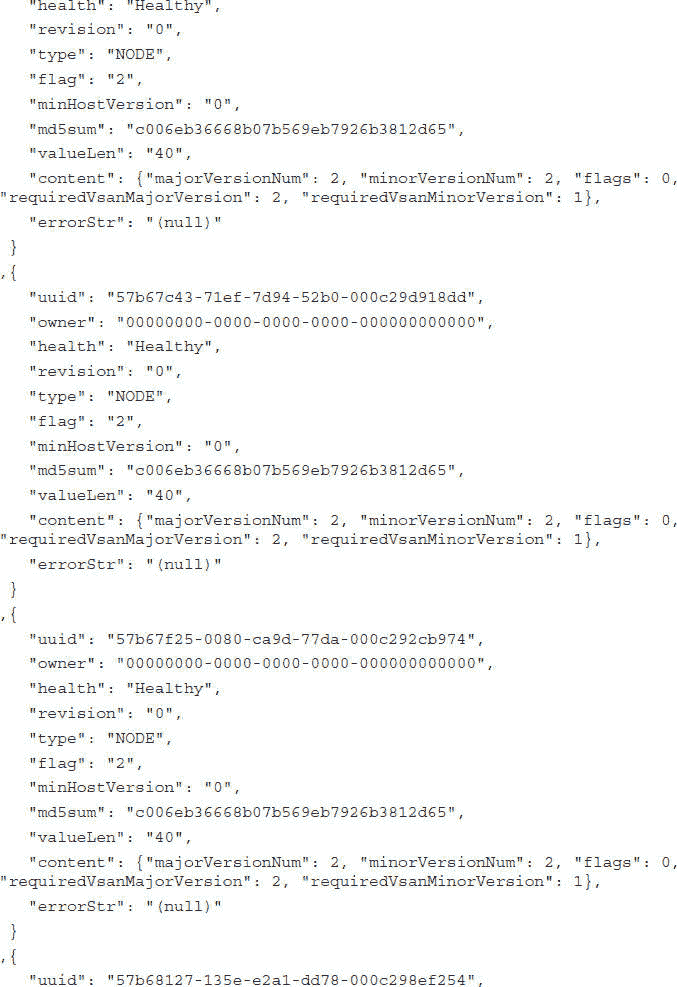 "health": "Healthy",
"revision": "0",
"type": "NODE",
"flag": "2",
"minHostVersion": "0",
"md5sum": "c006eb36668b07b569eb7926b3812d65",
"valueLen": "40",
"content": {"majorVersionNum": 2, "minorVersionNum": 2, "flags": 0,
"requiredVsanMajorVersion": 2, "requiredVsanMinorVersion": 1},
"errorStr": "(null)"
}
,{
"uuid": "57b67c43-71ef-7d94-52b0-000c29d918dd",
"owner": "00000000-0000-0000-0000-000000000000",
"health": "Healthy",
"revision": "0",
"type": "NODE",
"flag": "2",
"minHostVersion": "0",
"md5sum": "c006eb36668b07b569eb7926b3812d65",
"valueLen": "40",
"content": {"majorVersionNum": 2, "minorVersionNum": 2, "flags": 0,
"requiredVsanMajorVersion": 2, "requiredVsanMinorVersion": 1},
"errorStr": "(null)"
}
,{
"uuid": "57b67f25-0080-ca9d-77da-000c292cb974",
"owner": "00000000-0000-0000-0000-000000000000",
"health": "Healthy",
"revision": "0",
"type": "NODE",
"flag": "2",
"minHostVersion": "0",
"md5sum": "c006eb36668b07b569eb7926b3812d65",
"valueLen": "40",
"content": {"majorVersionNum": 2, "minorVersionNum": 2, "flags": 0,
"requiredVsanMajorVersion": 2, "requiredVsanMinorVersion": 1},
"errorStr": "(null)"
}
,{
"uuid": "57b68127-135e-e2a1-dd78-000c298ef254",